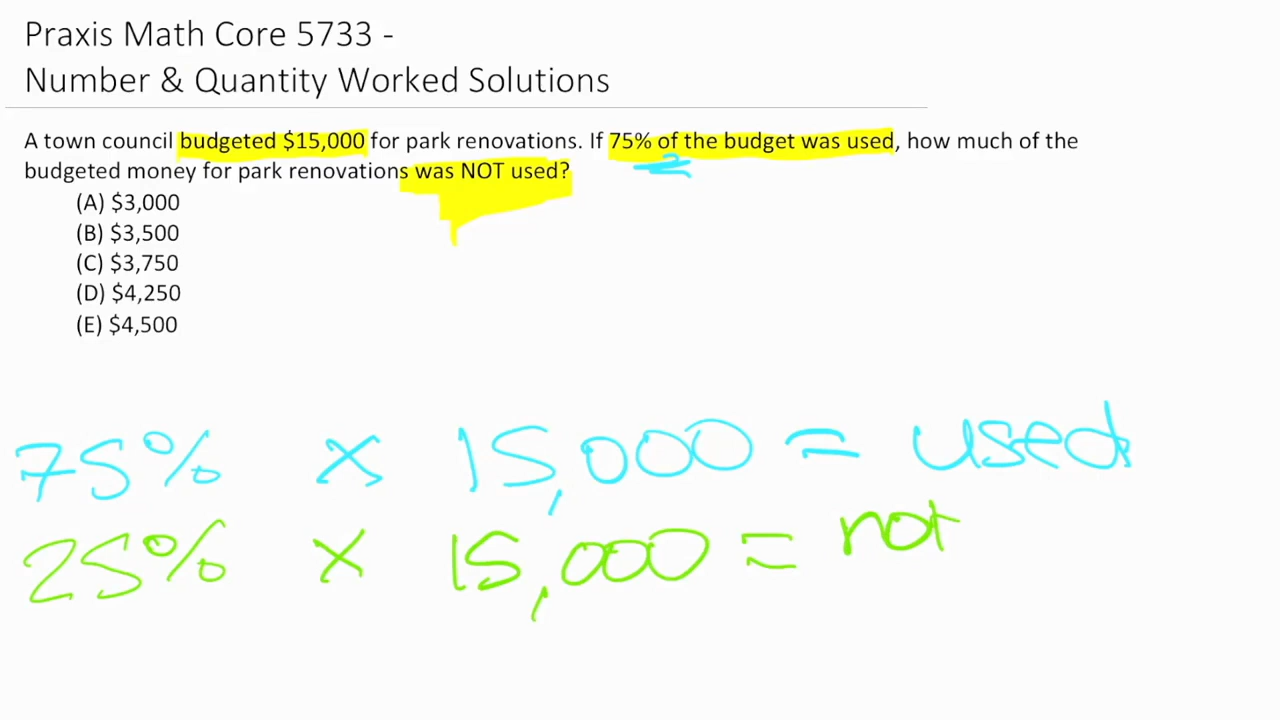 Praxis Math Core 5733 -
Number & Quantity Worked Solutions
A town council budgeted $15,000 for park renovations. If 75% of the budget was used, how much of the
budgeted money for park renovations was NOT used?
(A) $3,000
(B) $3,500
(C) $3,750
(D) $4,250
(E) $4,500
75% x 15,000 = used
25% x 15,000 = not